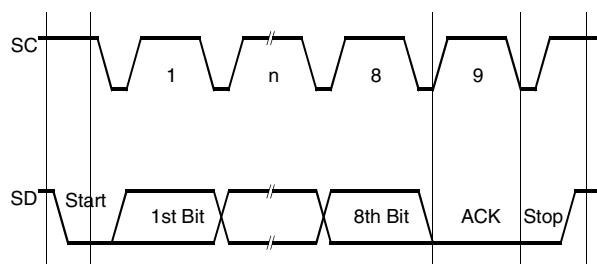 SC
1 n 8 9
SD Start
1st Bit 8th Bit ACK Stop